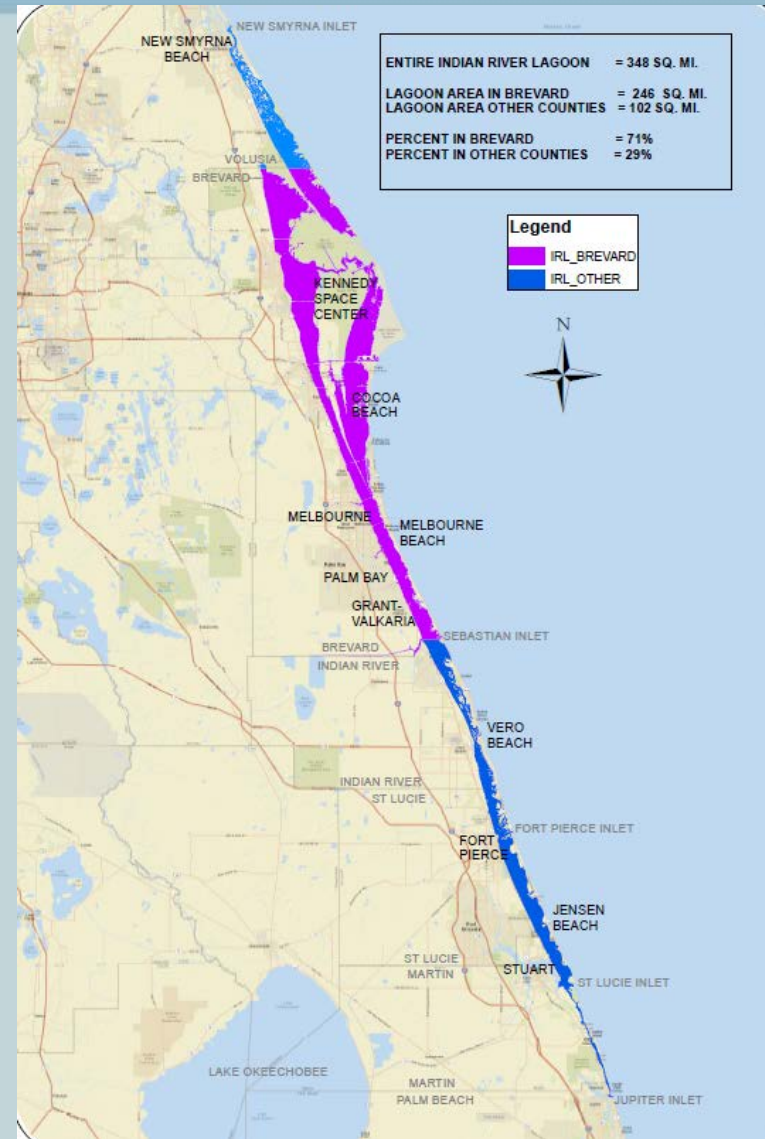 NEW SMYRNA INLET
NEW SMYRNA
BEACH
ENTIRE INDIAN RIVER LAGOON = 348 SQ. MI.
LAGOON AREA IN BREVARD = 246 SQ. MI.
LAGOON AREA OTHER COUNTIES = 102 SQ. MI.
PERCENT IN BREVARD = 71%
PERCENT IN OTHER COUNTIES = 29%
VOLUSIA
BREVARD
Legend
IRL_BREVARD
IRL_OTHER
KENNEDY
SPACE
CENTER
N
COCOA
BEACH
MELBOURNE
MELBOURNE
BEACH
PALM BAY
GRANT-
VALKARIA
SEBASTIAN INLET
BREVARD
INDIAN RIVER
VERO
BEACH
INDIAN RIVER
ST LUCIE
FORT PIERCE INLET
FORT
PIERCE
JENSEN
BEACH
ST LUCIE
MARTIN
STUART
ST LUCIE INLET
LAKE OKEECHOBEE
MARTIN
PALM BEACH
JUPITER INLET